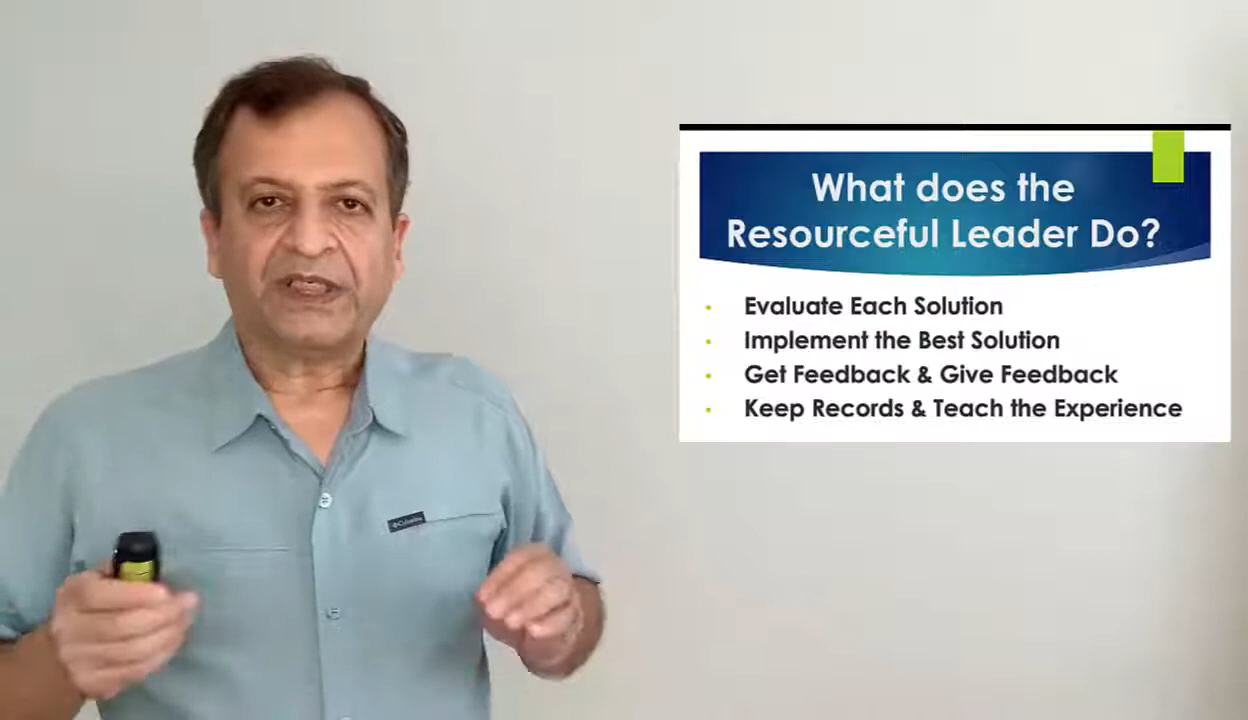 What does the
Resourceful Leader Do?
Evaluate Each Solution
Implement the Best Solution
Get Feedback & Give Feedback
Keep Records & Teach the Experience
Columbia